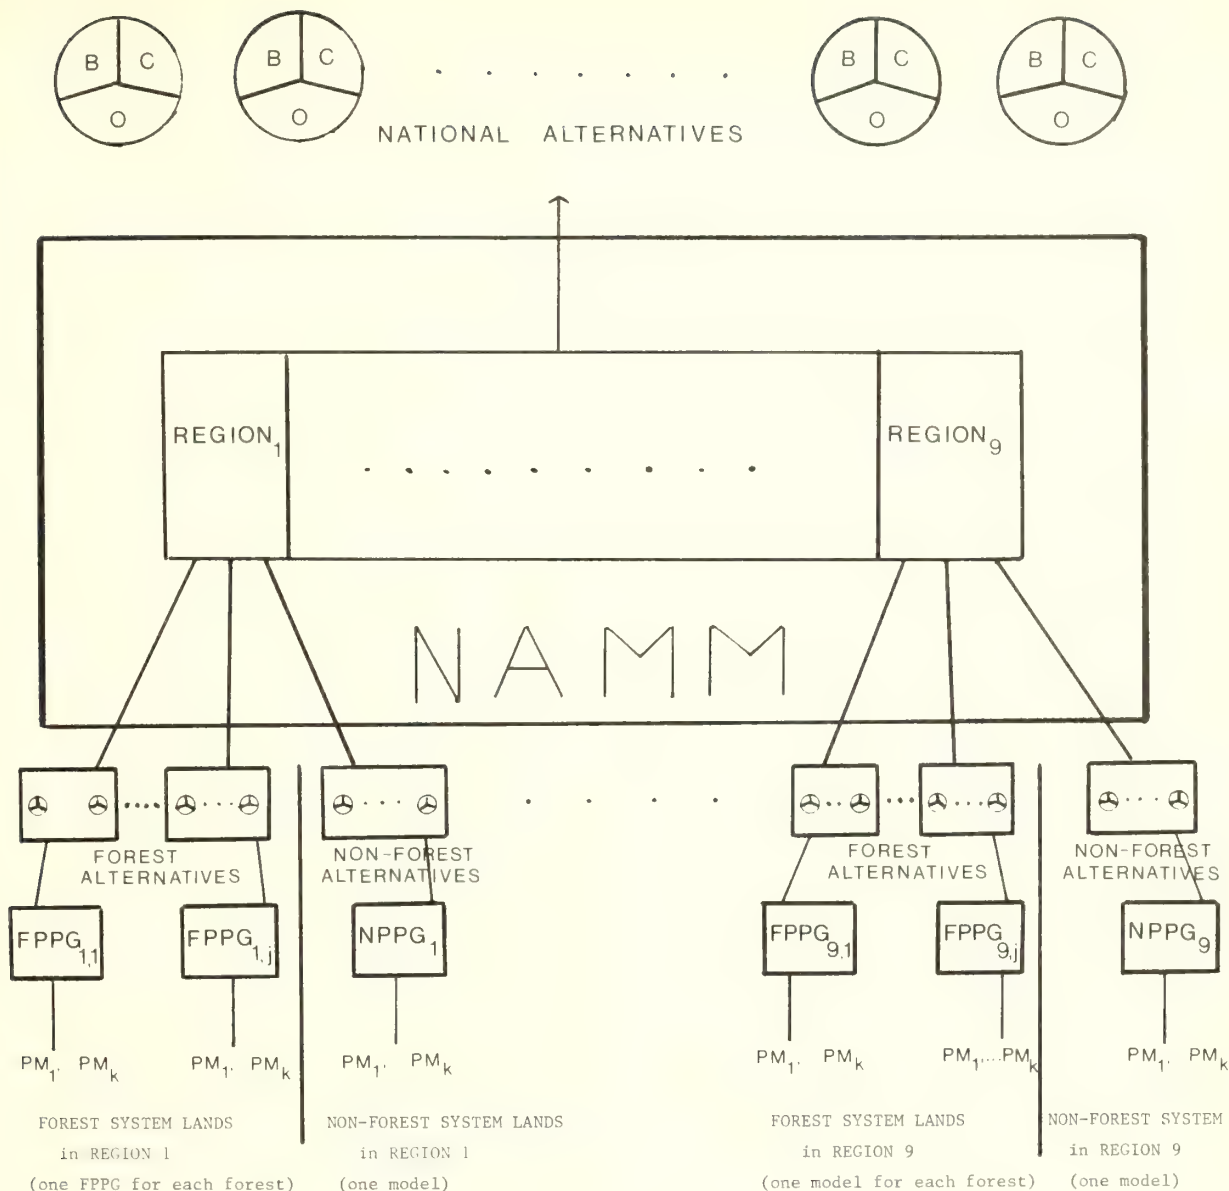 B C O B C O B C O B C O
NATIONAL ALTERNATIVES
REGION1 REGION9
NAMM
FOREST ALTERNATIVES
NON-FOREST ALTERNATIVES
FOREST ALTERNATIVES
NON-FOREST ALTERNATIVES
FPPG1,1 FPPG1,j NPPG1 FPPG9,1 FPPG9,j NPPG9
PM1, PMk PM1, PMk PM1, PMk PM1, PMk PM1,...PMk PM1, PMk
FOREST SYSTEM LANDS
in REGION 1
(one FPPG for each forest)
NON-FOREST SYSTEM LANDS
in REGION 1
(one model)
FOREST SYSTEM LANDS
in REGION 9
(one model for each forest)
NON-FOREST SYSTEM
in REGION 9
(one model)